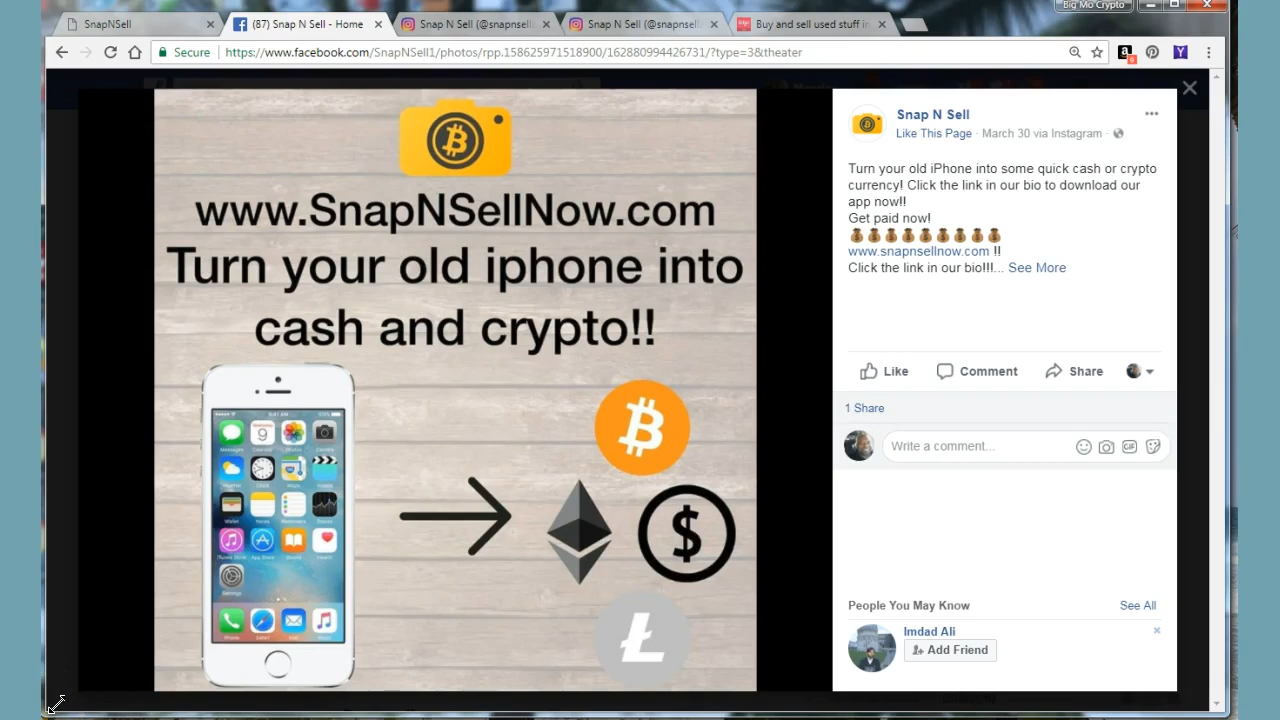 Big Mo Crypto
SnapNSell
(87) Snap N Sell - Home
Snap N Sell (@snapnsell
Snap N Sell (@snapnsell
Buy and sell used stuff in
Secure
https://www.facebook.com/SnapNSell1/photos/rpp.158625971518900/162880994426731/?type=3&theater
www.SnapNSellNow.com
Turn your old iphone into
cash and crypto!!
Snap N Sell
Like This Page · March 30 via Instagram ·
Turn your old iPhone into some quick cash or crypto
currency! Click the link in our bio to download our
app now!!
Get paid now!
www.snapnsellnow.com !!
Click the link in our bio!!!... See More
Like Comment Share
1 Share
Write a comment...
GIF
People You May Know See All
Imdad Ali
Add Friend